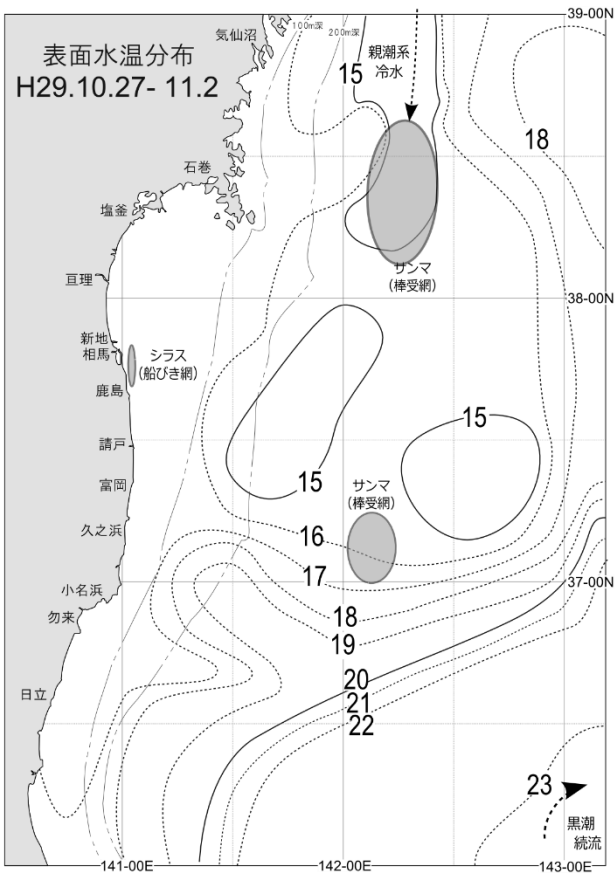 39-00N
気仙沼
100m深
200m深
表面水温分布
H29.10.27- 11.2
15
親潮系
冷水
18
石巻
塩釜
サンマ
(棒受網)
亘理
38-00N
新地
相馬
シラス
(船びき網)
鹿島
15
請戸
15
サンマ
(棒受網)
富岡
久之浜
16
17
37-00N
小名浜
勿来
18
19
20
21
22
日立
23
黒潮
続流
141-00E
142-00E
143-00E